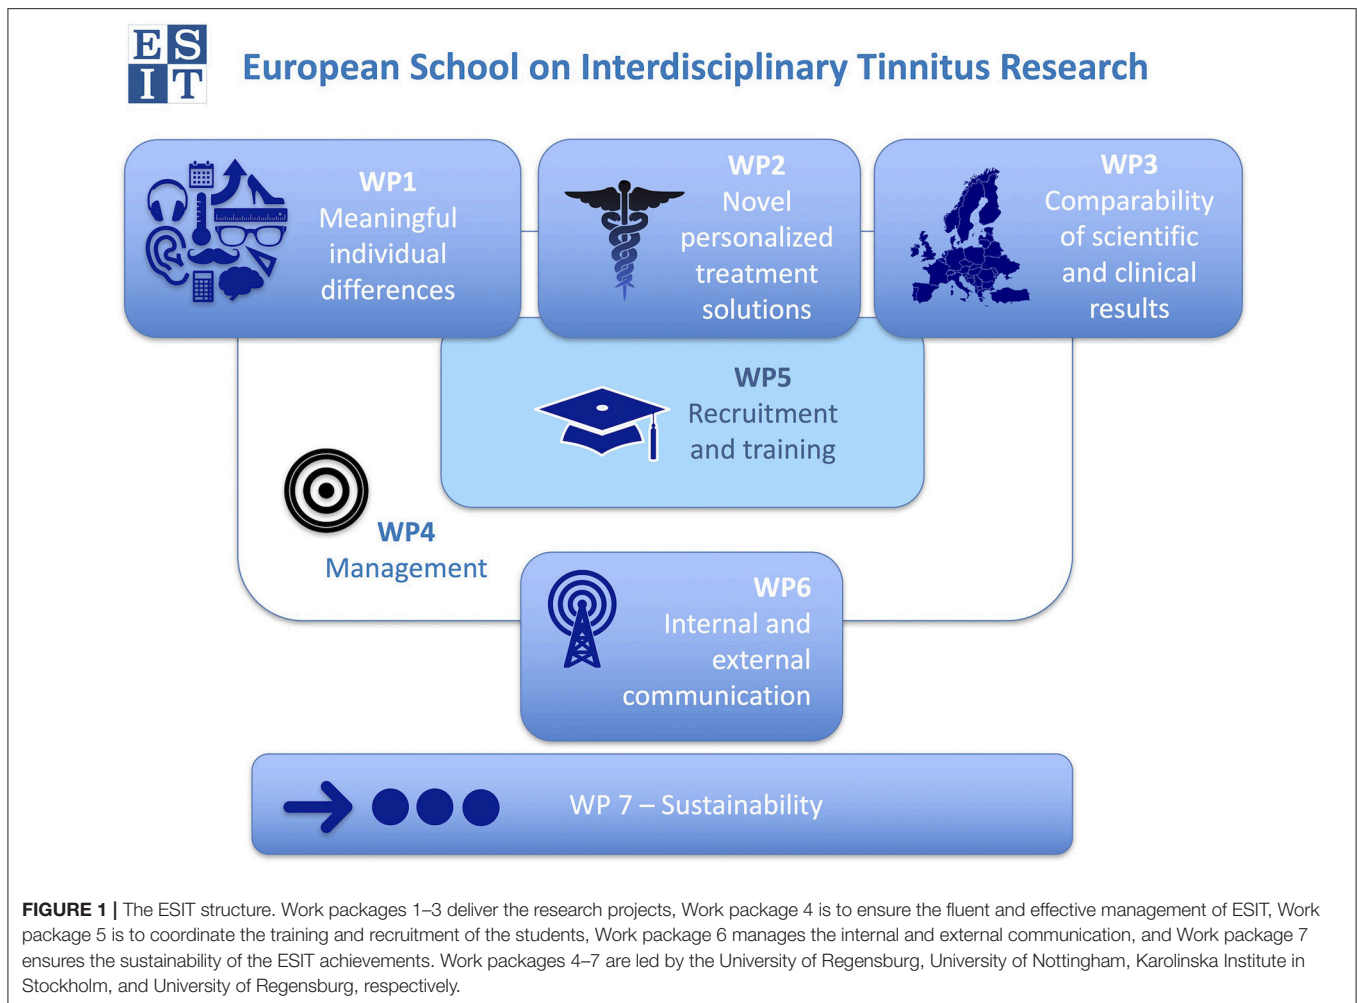 ES
IT
European School on Interdisciplinary Tinnitus Research
WP1
Meaningful
individual
differences
WP2
Novel
personalized
treatment
solutions
WP3
Comparability
of scientific
and clinical
results
WP5
Recruitment
and training
WP4
Management
WP6
Internal and
external
communication
WP 7 – Sustainability
FIGURE 1 | The ESIT structure. Work packages 1–3 deliver the research projects, Work package 4 is to ensure the fluent and effective management of ESIT, Work
package 5 is to coordinate the training and recruitment of the students, Work package 6 manages the internal and external communication, and Work package 7
ensures the sustainability of the ESIT achievements. Work packages 4–7 are led by the University of Regensburg, University of Nottingham, Karolinska Institute in
Stockholm, and University of Regensburg, respectively.